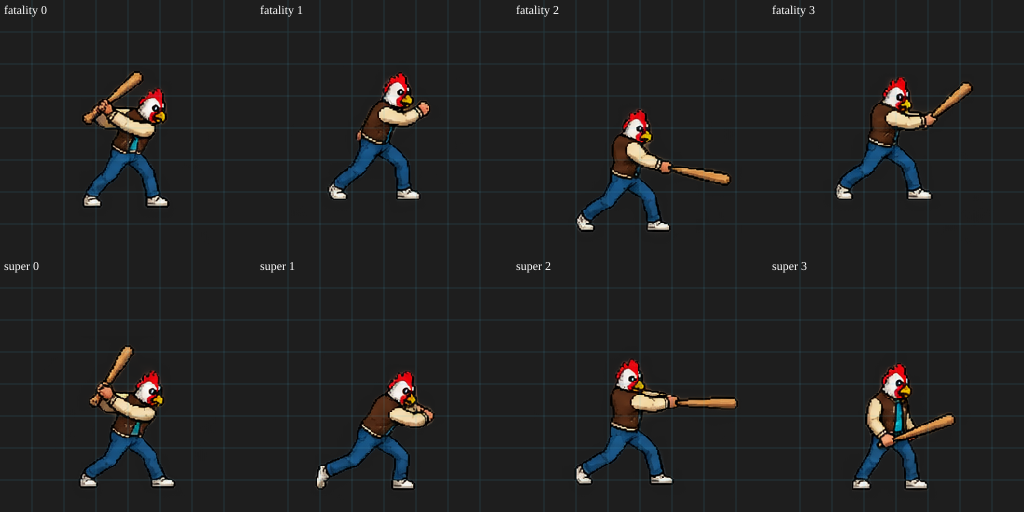 fatality 0
fatality 1
fatality 2
fatality 3
super 0
super 1
super 2
super 3